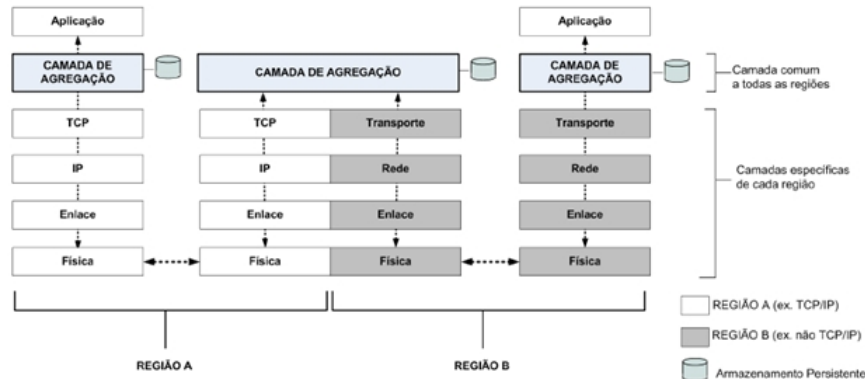 Aplicação
Aplicação
CAMADA DE
AGREGAÇÃO
CAMADA DE AGREGAÇÃO
CAMADA DE
AGREGAÇÃO
Camada comum
a todas as regiões
TCP
TCP
Transporte
Transporte
IP
IP
Rede
Rede
Camadas específicas
de cada região
Enlace
Enlace
Enlace
Enlace
Física
Física
Física
Física
REGIÃO A (ex. TCP/IP)
REGIÃO B (ex. não TCP/IP)
REGIÃO A
REGIÃO B
Armazenamento Persistente